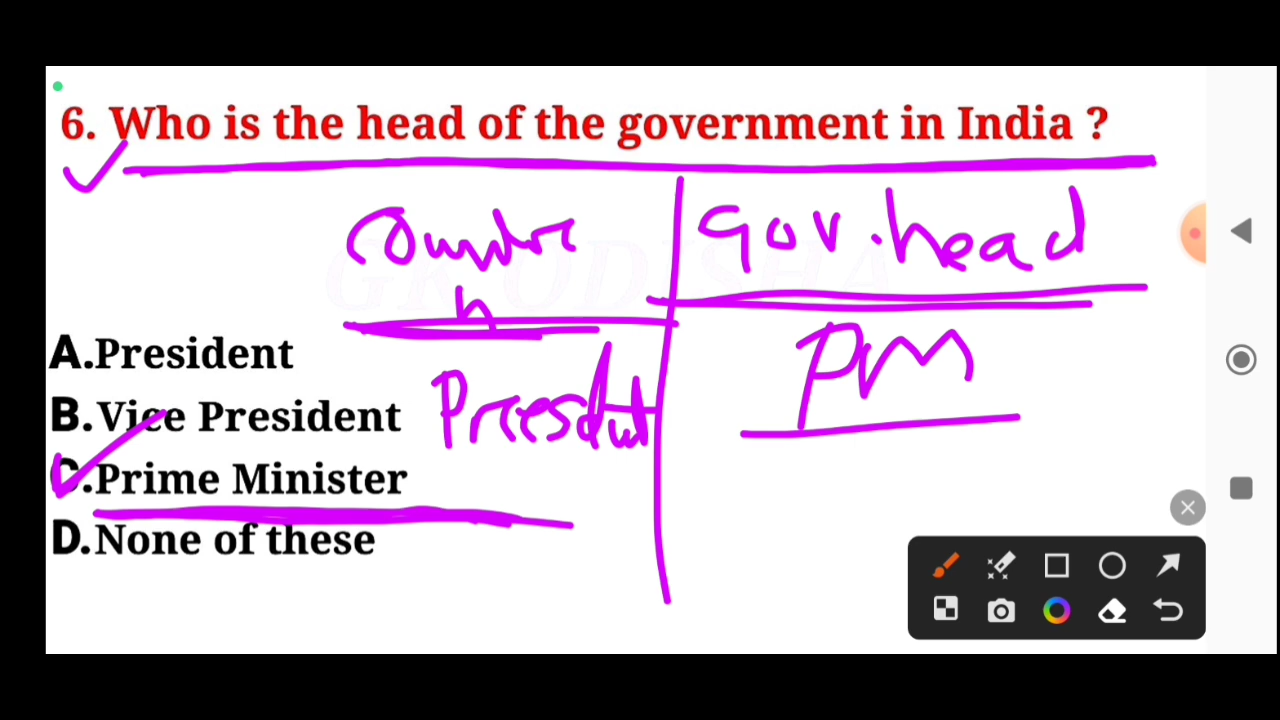 6. Who is the head of the government in India ?
gov. head
PM
A.President
B.Vice President
C.Prime Minister
D.None of these